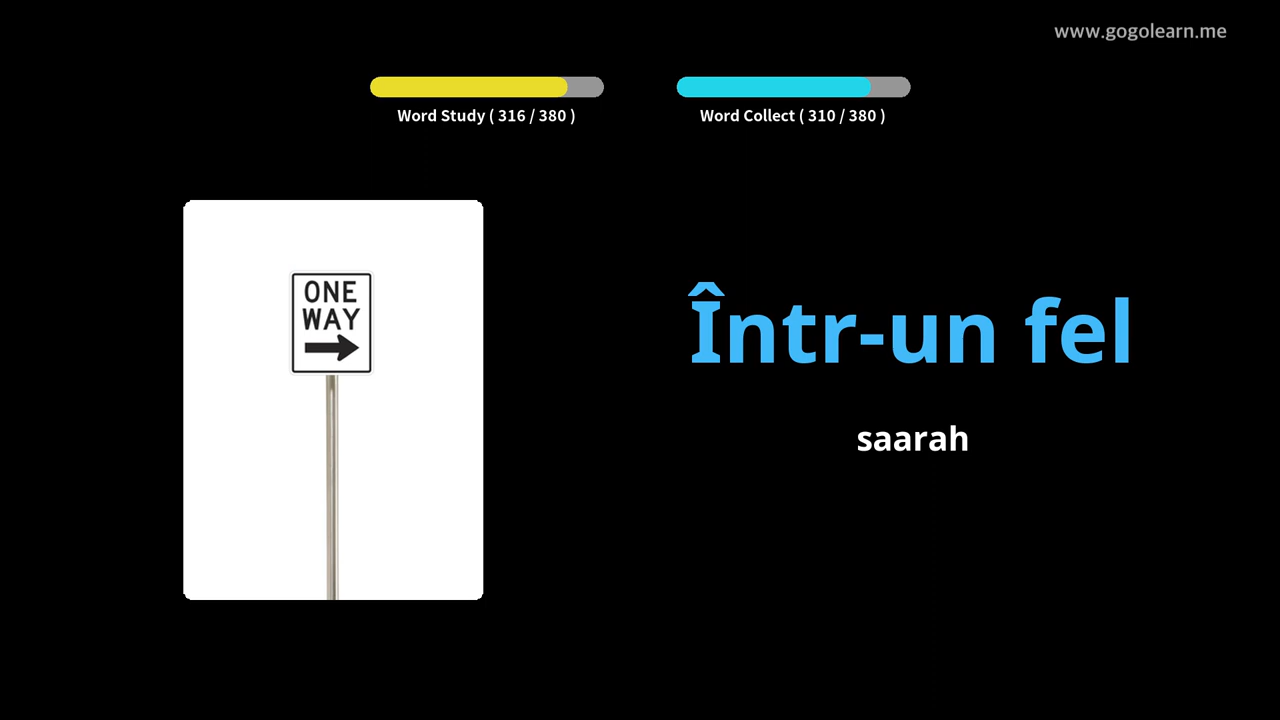 www.gogolearn.me
Word Study ( 316 / 380 )
Word Collect ( 310 / 380 )
ONE
WAY
Într-un fel
saarah